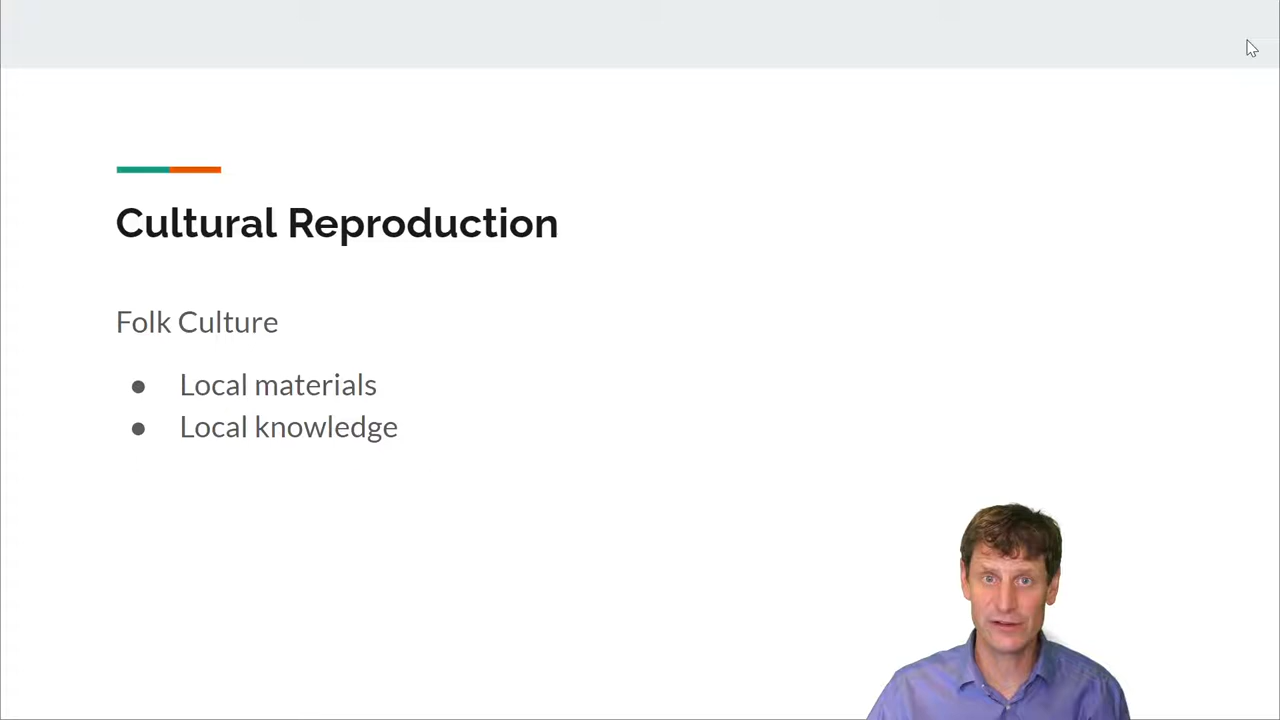 Cultural Reproduction
Folk Culture
● Local materials
● Local knowledge